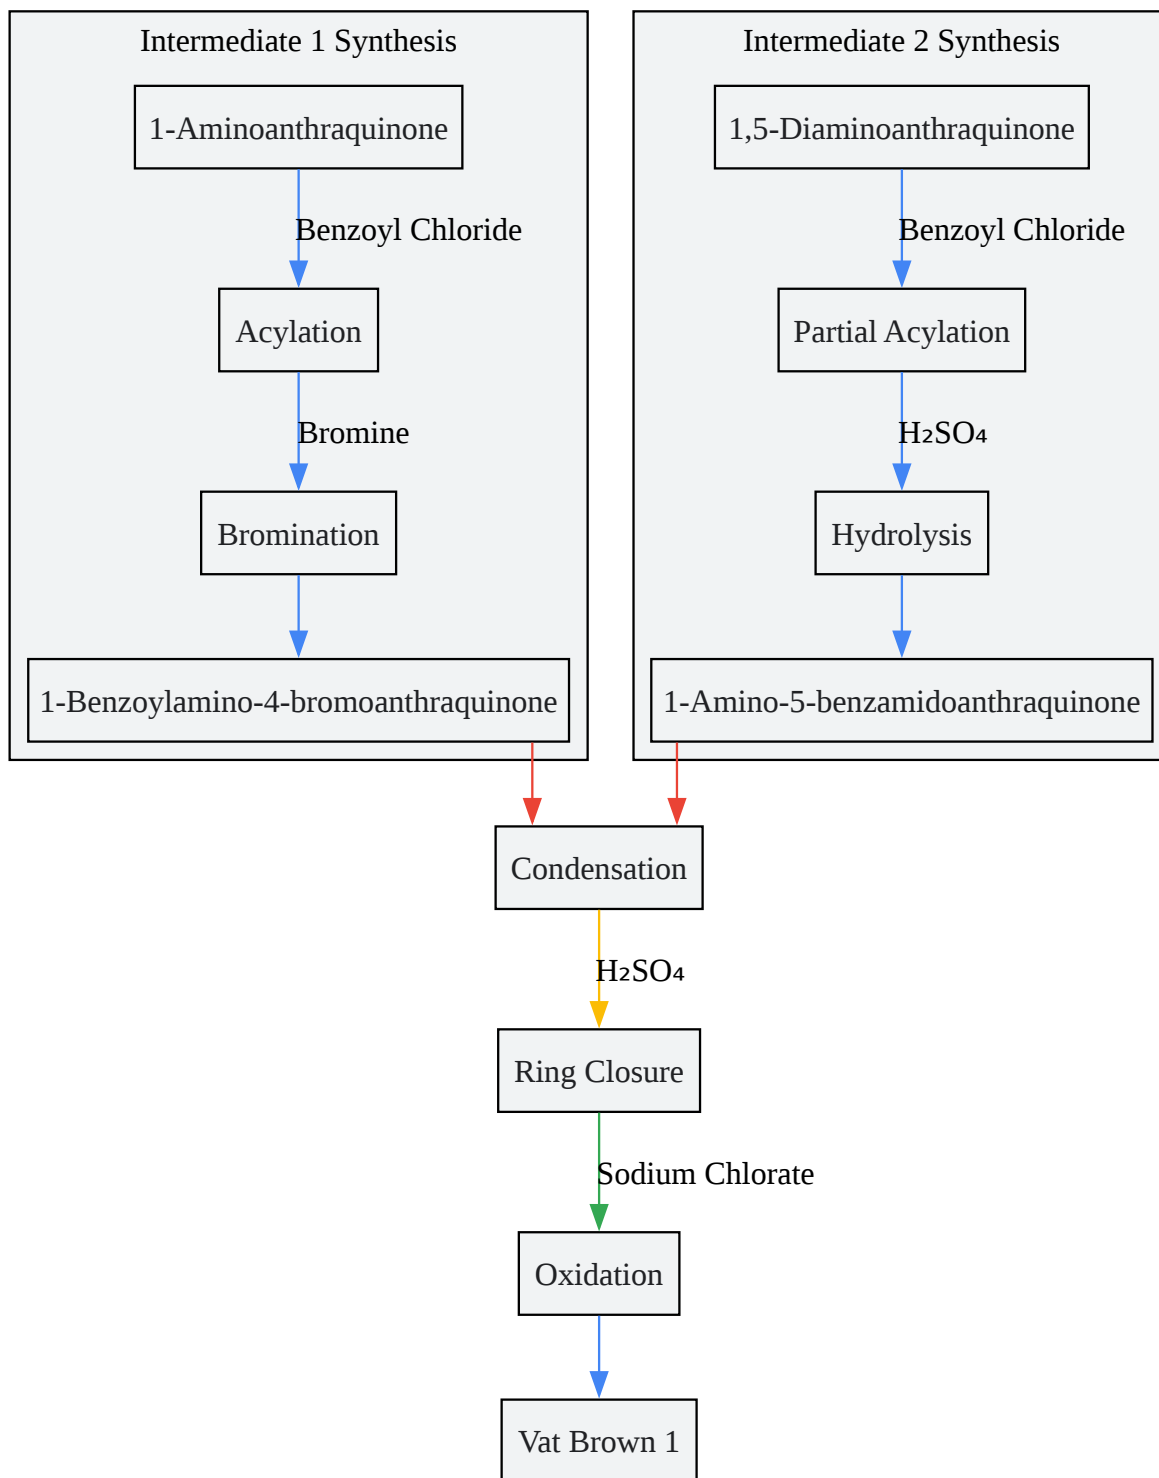 Intermediate 1 Synthesis
1-Aminoanthraquinone
Benzoyl Chloride
Acylation
Bromine
Bromination
1-Benzoylamino-4-bromoanthraquinone
Intermediate 2 Synthesis
1,5-Diaminoanthraquinone
Benzoyl Chloride
Partial Acylation
H₂SO₄
Hydrolysis
1-Amino-5-benzamidoanthraquinone
Condensation
H₂SO₄
Ring Closure
Sodium Chlorate
Oxidation
Vat Brown 1